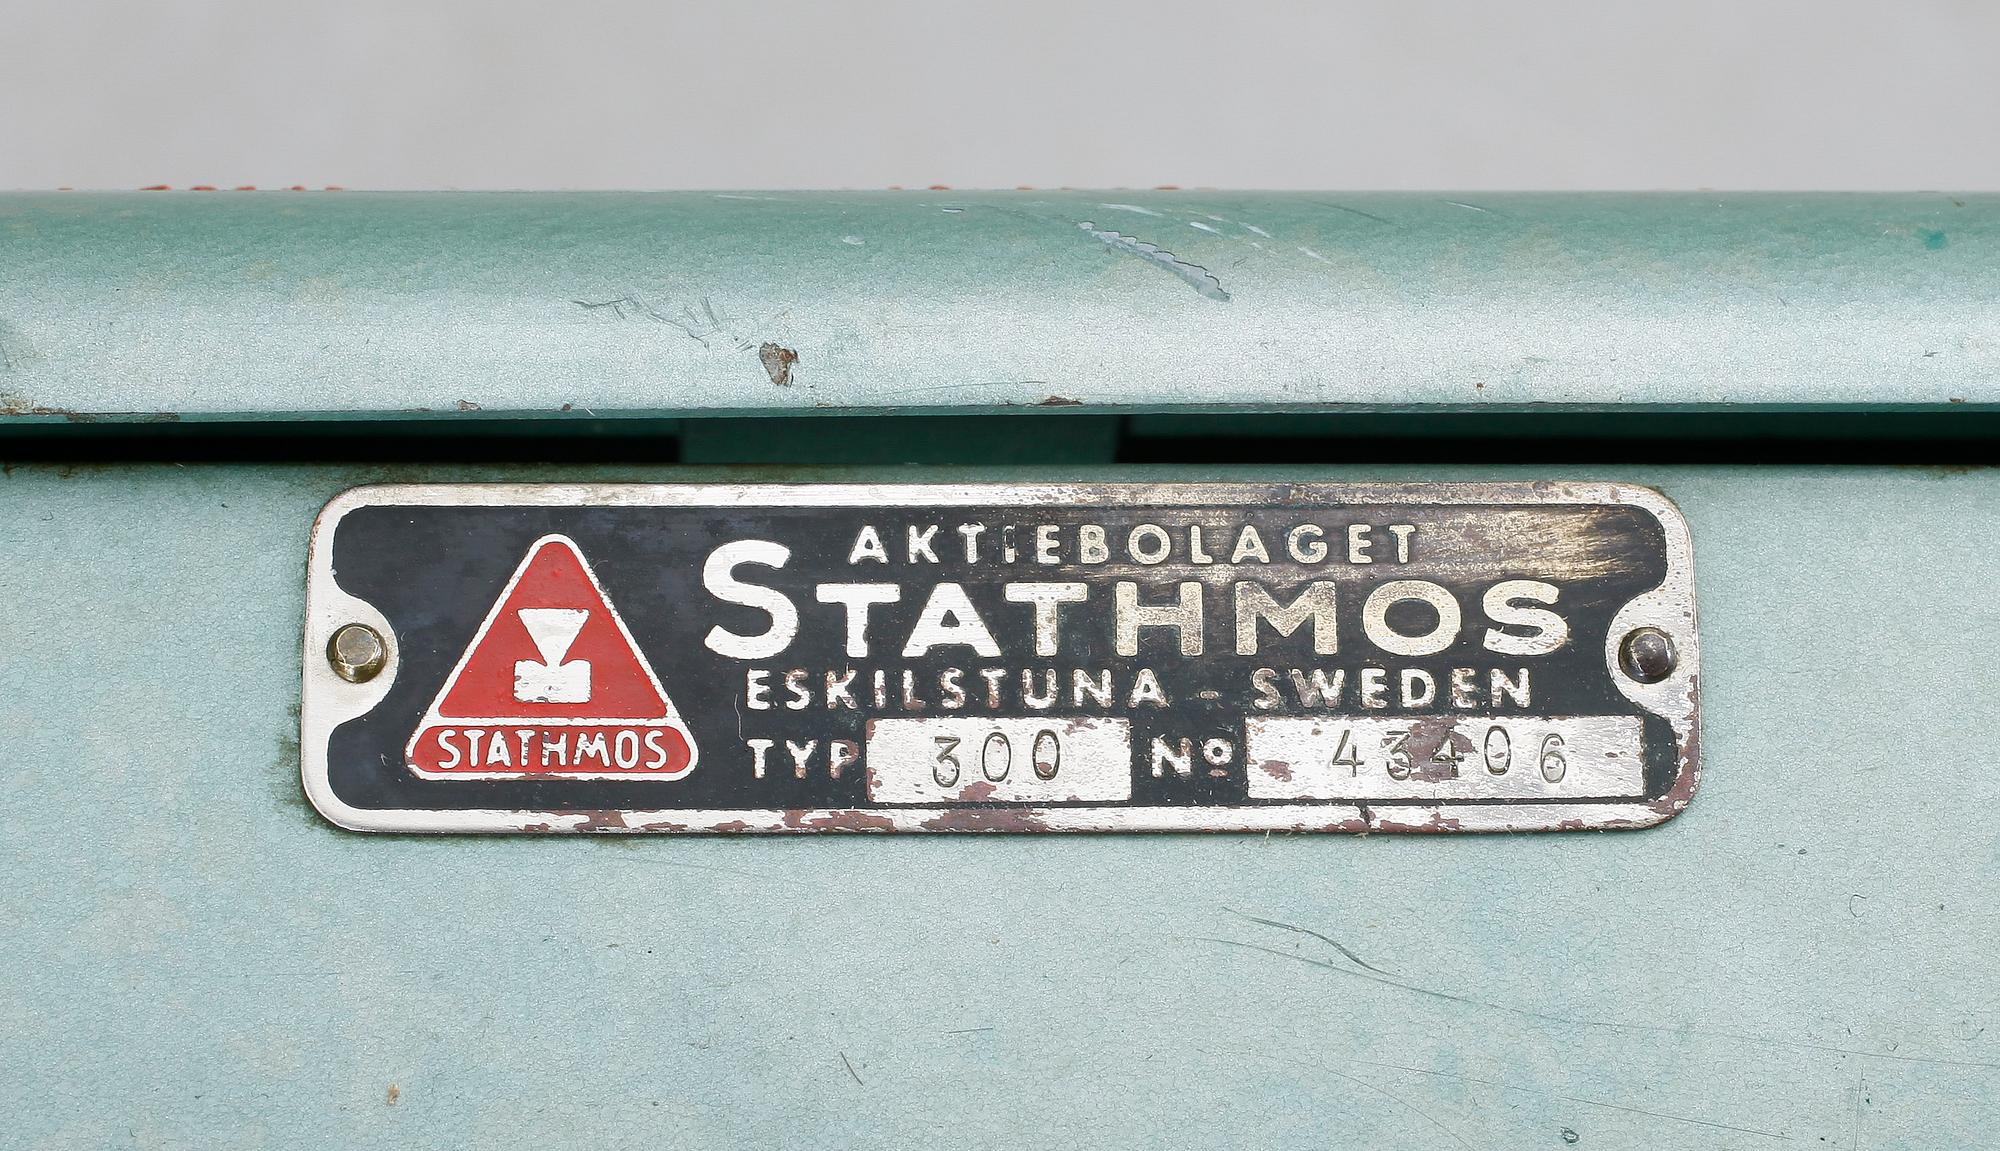 AKTIEBOLAGET
STATHMOS
ESKILSTUNA - SWEDEN
TYP 300 No 43406
STATHMOS